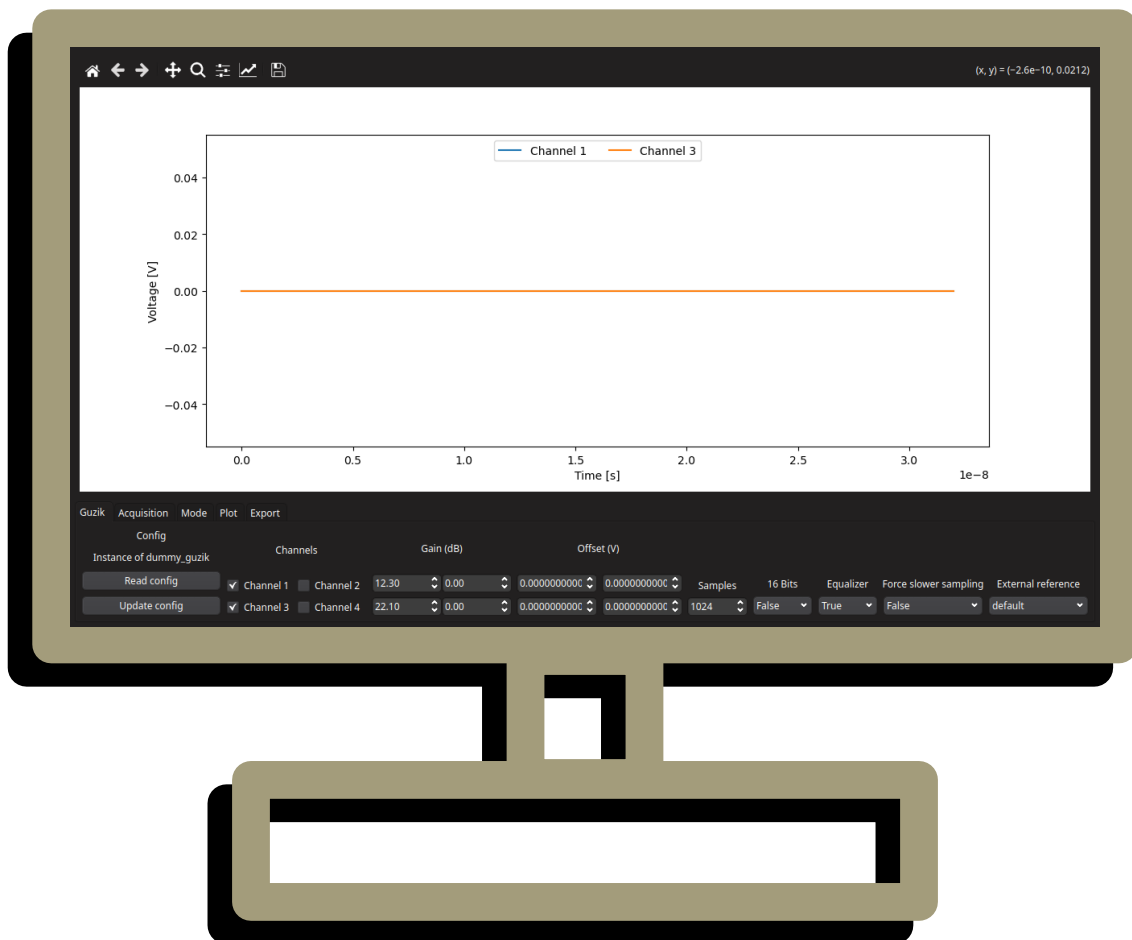 (x, y) = (−2.6e−10, 0.0212)
Channel 1 Channel 3
0.04
0.02
0.00
−0.02
−0.04
Voltage [V]
0.0 0.5 1.0 1.5 2.0 2.5 3.0
Time [s]
1e−8
Guzik Acquisition Mode Plot Export
Config
Instance of dummy_guzik
Read config
Update config
Channels
Channel 1 Channel 2
Channel 3 Channel 4
Gain (dB)
12.30 0.00
22.10 0.00
Offset (V)
0.000000000C 0.000000000C
0.000000000C 0.000000000C
Samples
1024
16 Bits
False
Equalizer
True
Force slower sampling
False
External reference
default